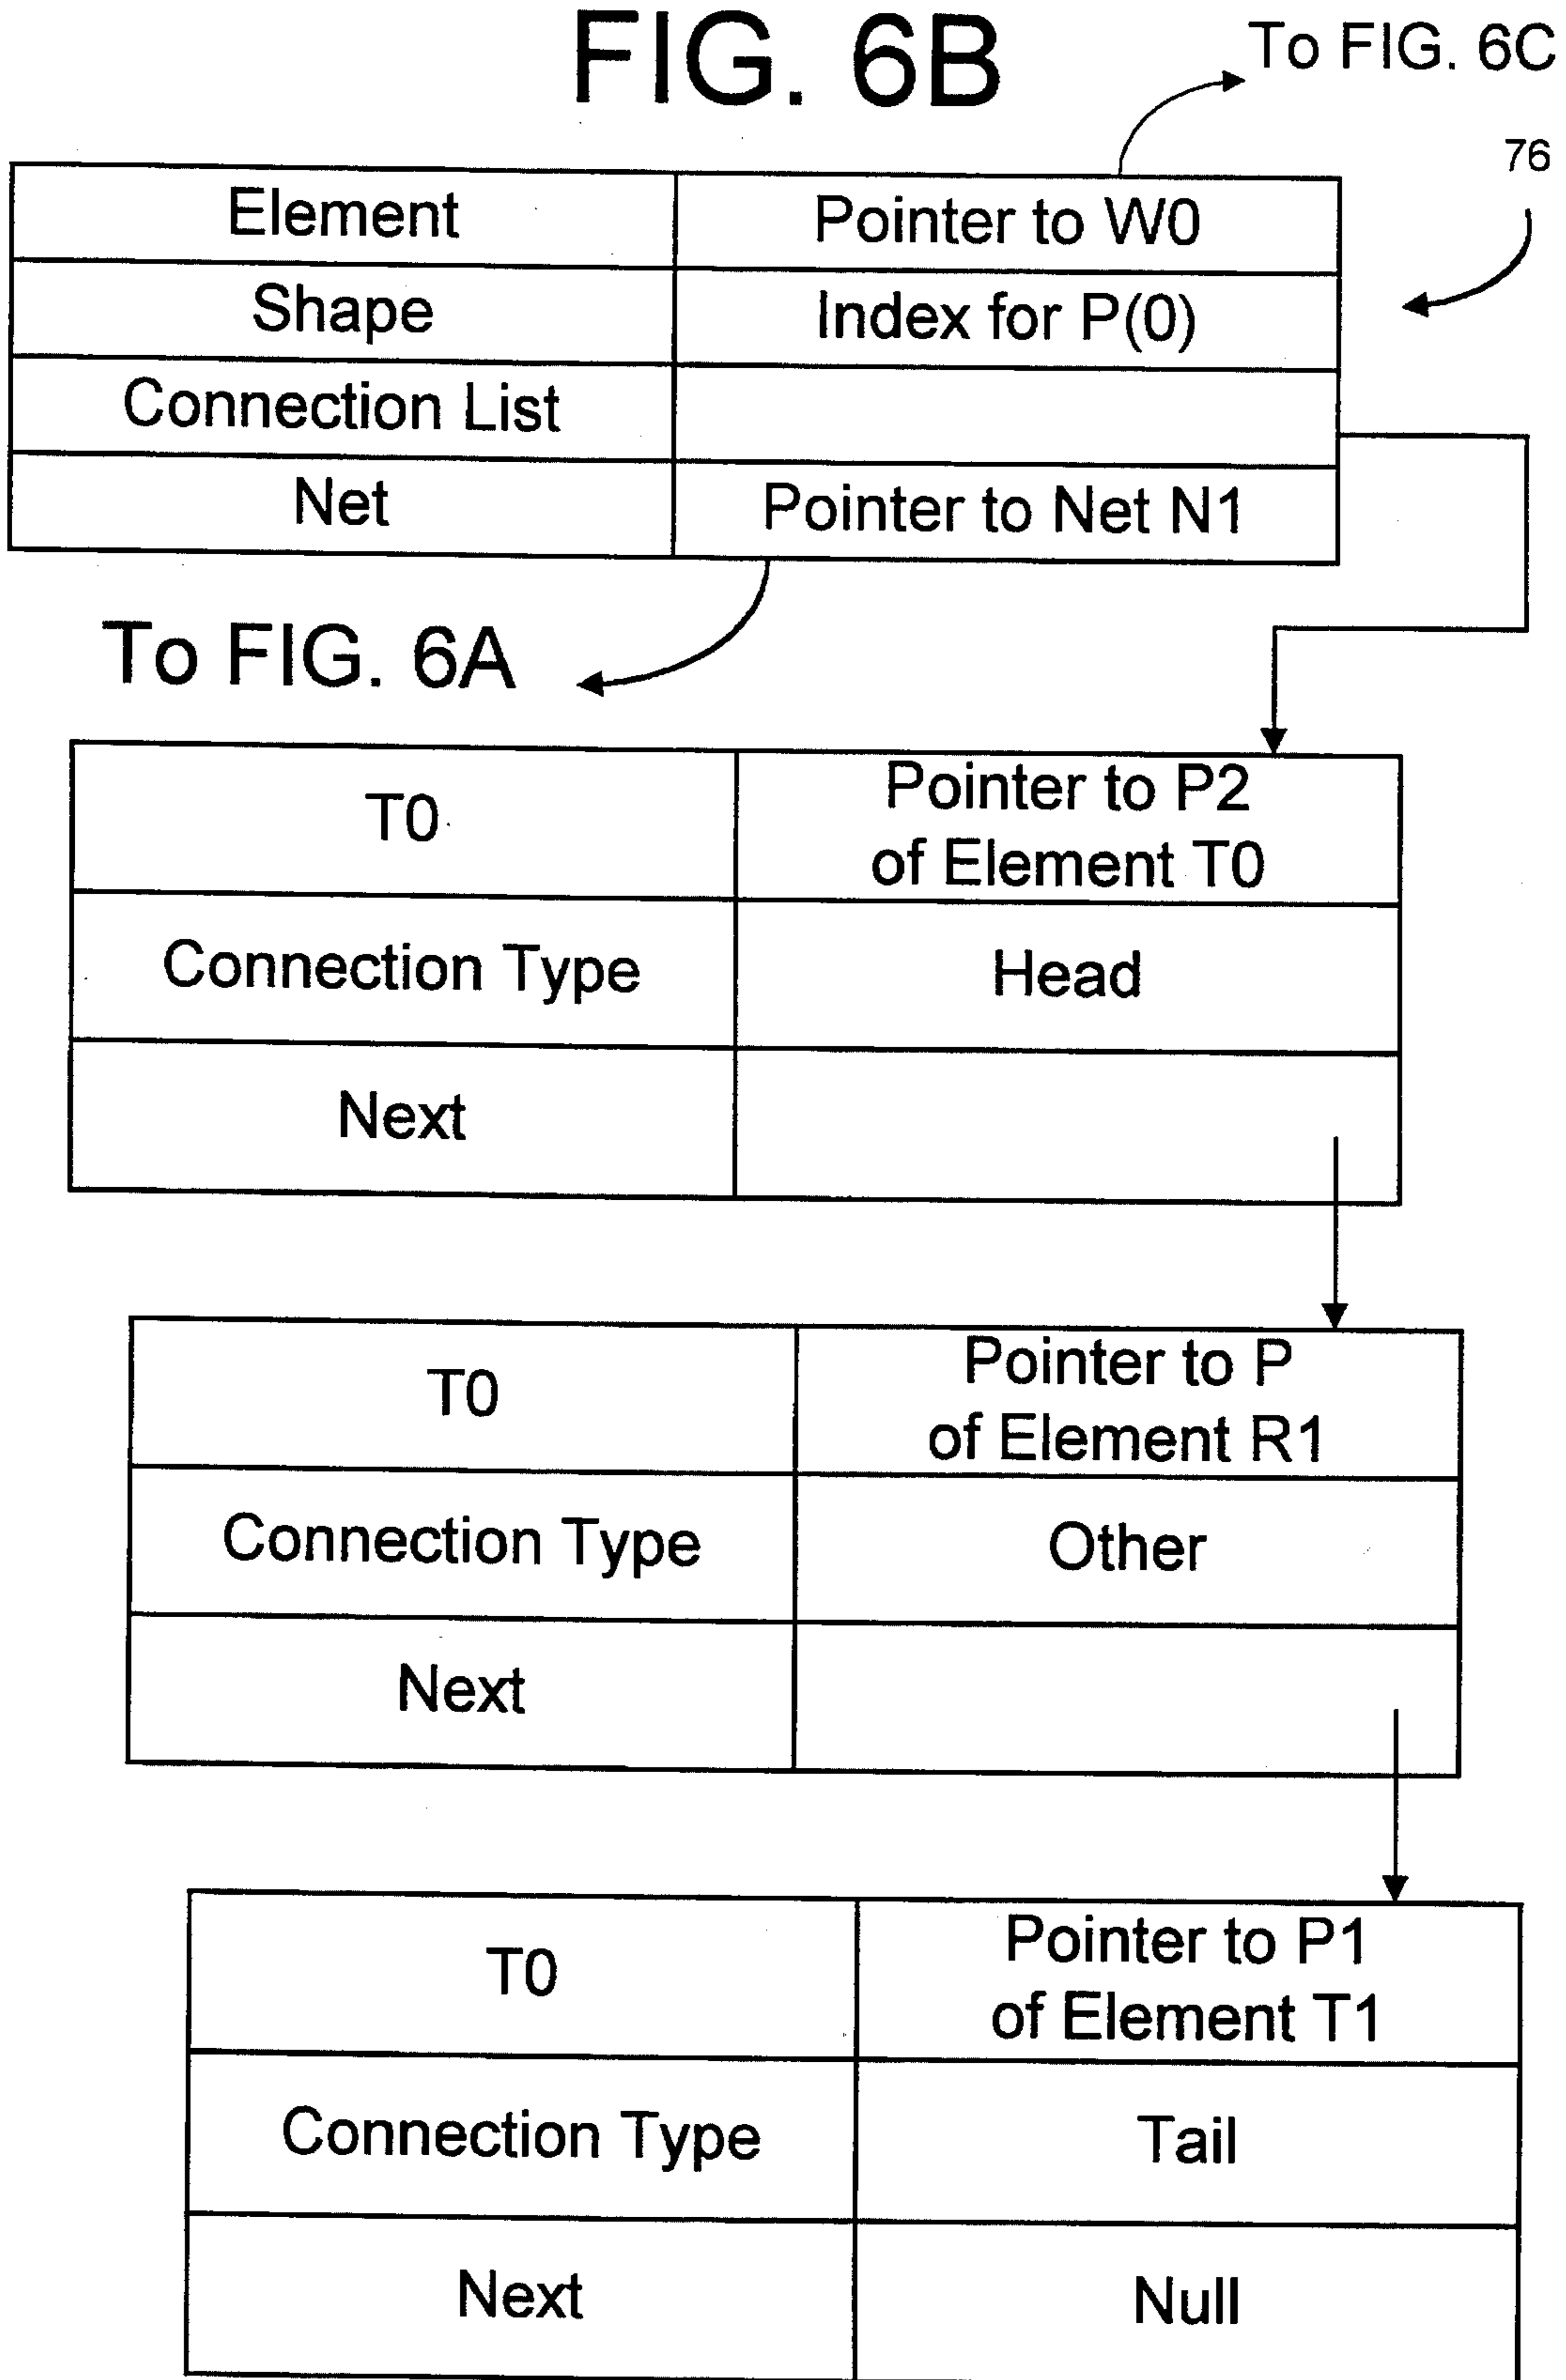 FIG. 6B
To FIG. 6C
76
Element Pointer to W0
Shape Index for P(0)
Connection List
Net Pointer to Net N1
To FIG. 6A
T0 Pointer to P2
of Element T0
Connection Type Head
Next
T0 Pointer to P
of Element R1
Connection Type Other
Next
T0 Pointer to P1
of Element T1
Connection Type Tail
Next Null